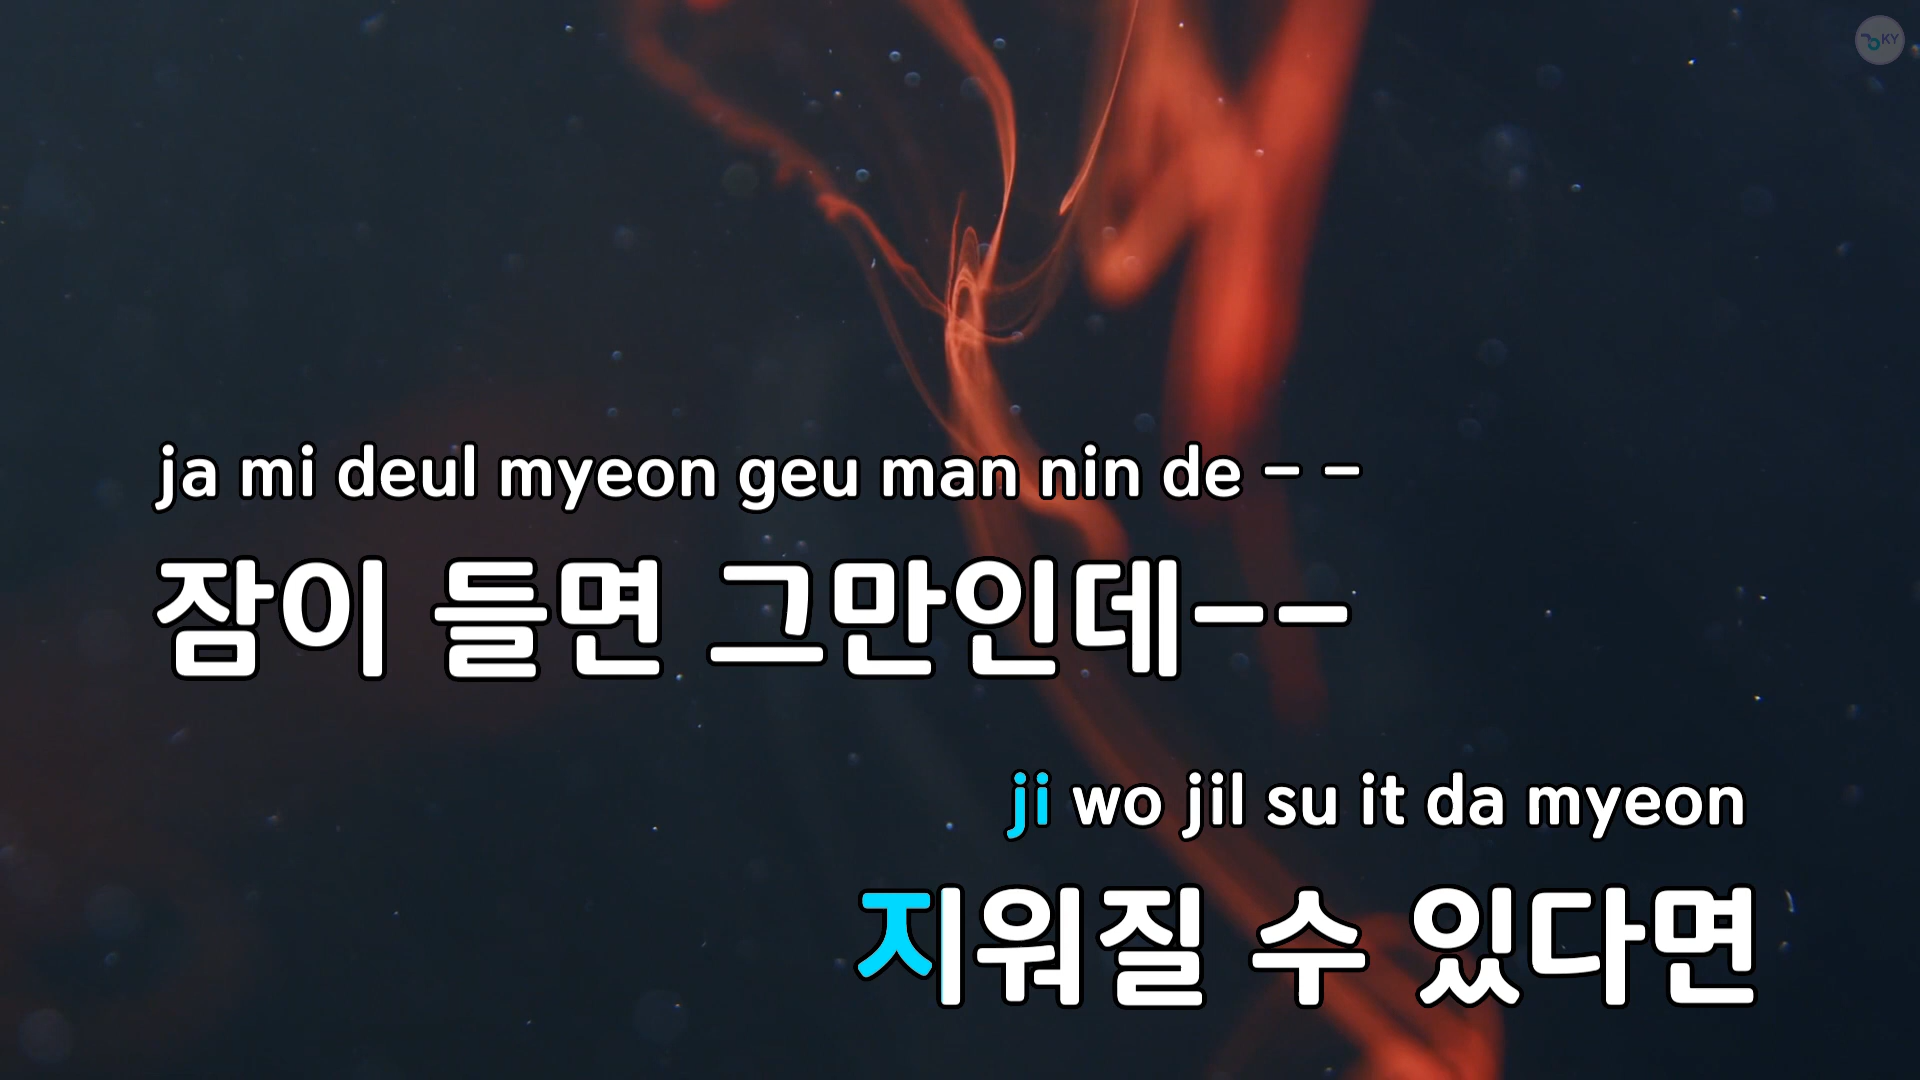 KY
ja mi deul myeon geu man nin de – –
잠이 들면 그만인데––
ji wo jil su it da myeon
지워질 수 있다면